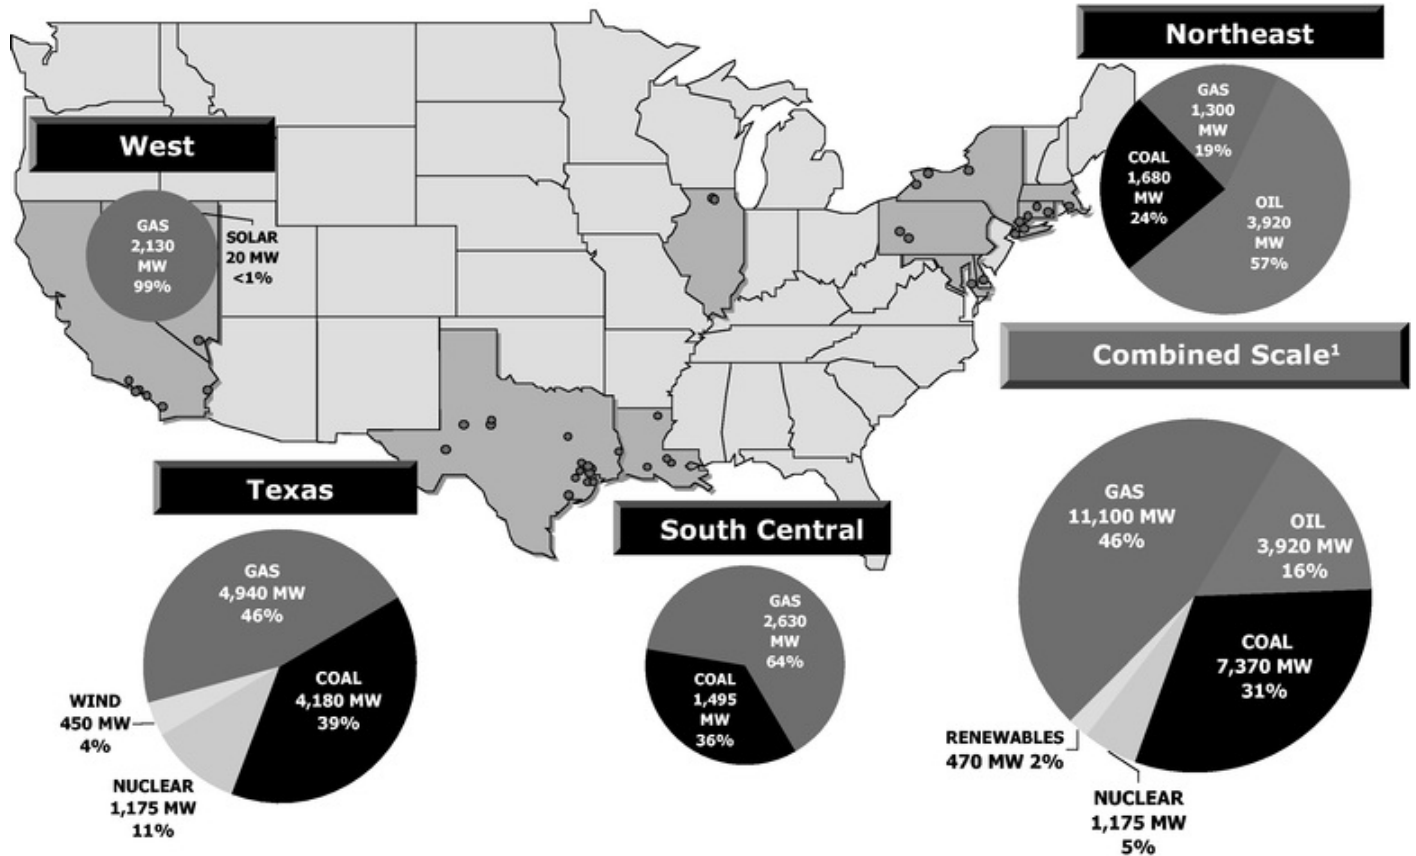 Northeast
GAS
1,300
MW
19%
COAL
1,680
MW
24%
OIL
3,920
MW
57%
West
GAS
2,130
MW
99%
SOLAR
20 MW
<1%
Combined Scale¹
GAS
11,100 MW
46%
OIL
3,920 MW
16%
COAL
7,370 MW
31%
RENEWABLES
470 MW 2%
NUCLEAR
1,175 MW
5%
Texas
GAS
4,940 MW
46%
COAL
4,180 MW
39%
WIND
450 MW
4%
NUCLEAR
1,175 MW
11%
South Central
GAS
2,630
MW
64%
COAL
1,495
MW
36%